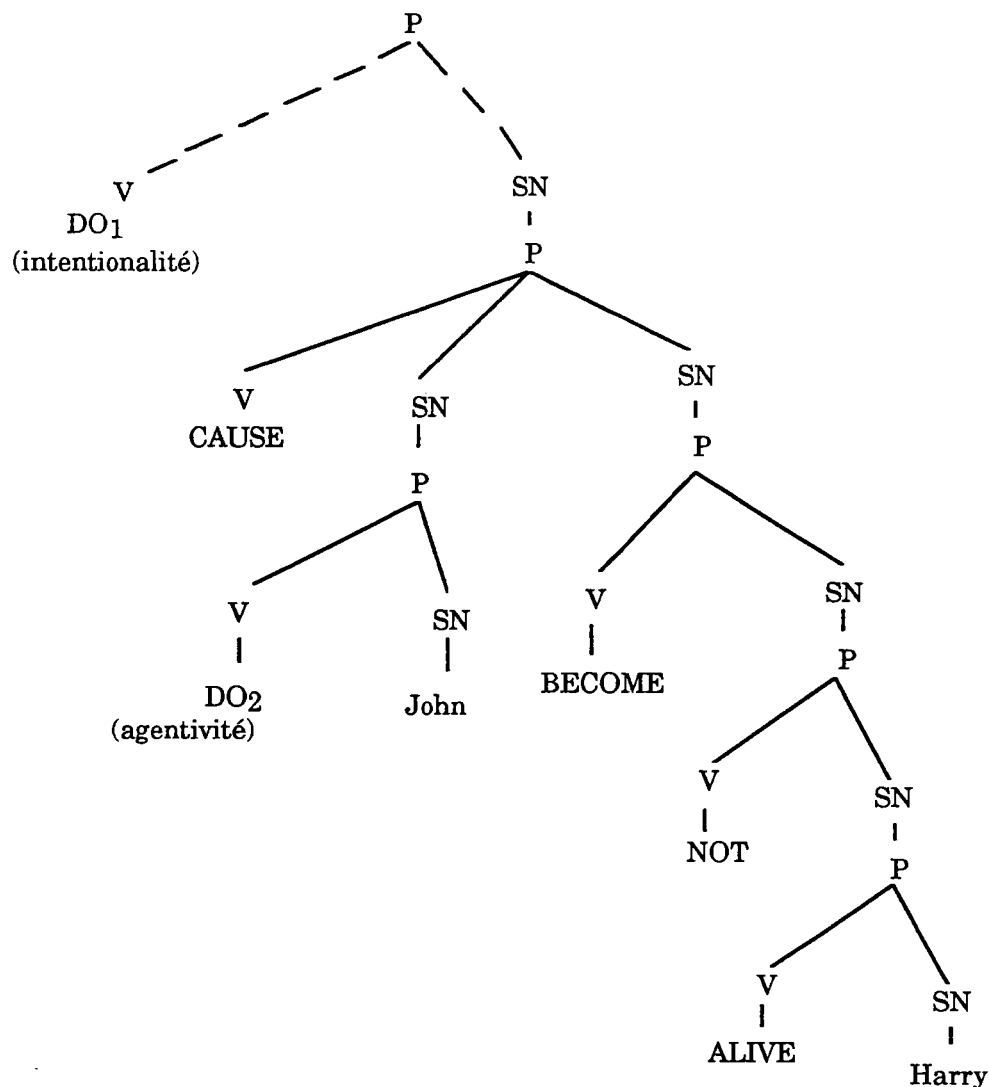 P
V
DO1
(intentionalité)
SN
P
V
CAUSE
SN
P
SN
P
V
DO2
(agentivité)
SN
John
V
BECOME
SN
P
V
NOT
SN
P
V
ALIVE
SN
Harry